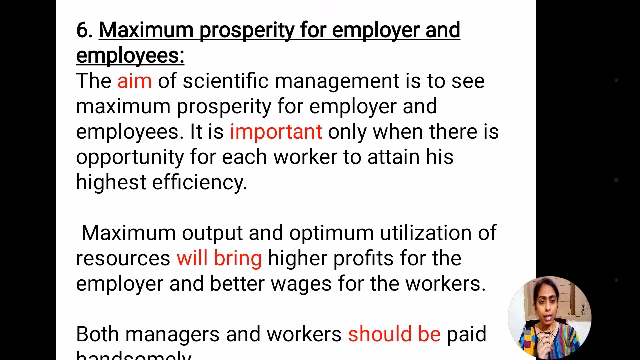 6. Maximum prosperity for employer and
employees:
The aim of scientific management is to see
maximum prosperity for employer and
employees. It is important only when there is
opportunity for each worker to attain his
highest efficiency.
Maximum output and optimum utilization of
resources will bring higher profits for the
employer and better wages for the workers.
Both managers and workers should be paid
handsomely